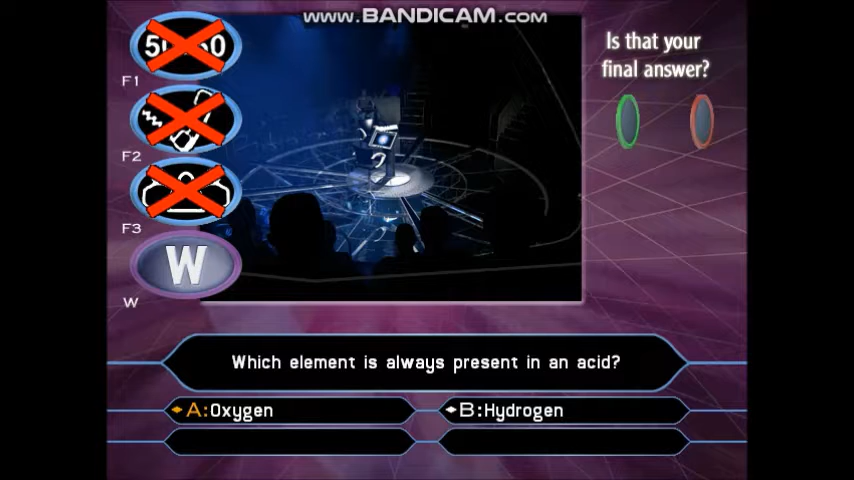 www.BANDICAM.com
Is that your
final answer?
F1
F2
F3
W
W
Which element is always present in an acid?
A:Oxygen
B:Hydrogen